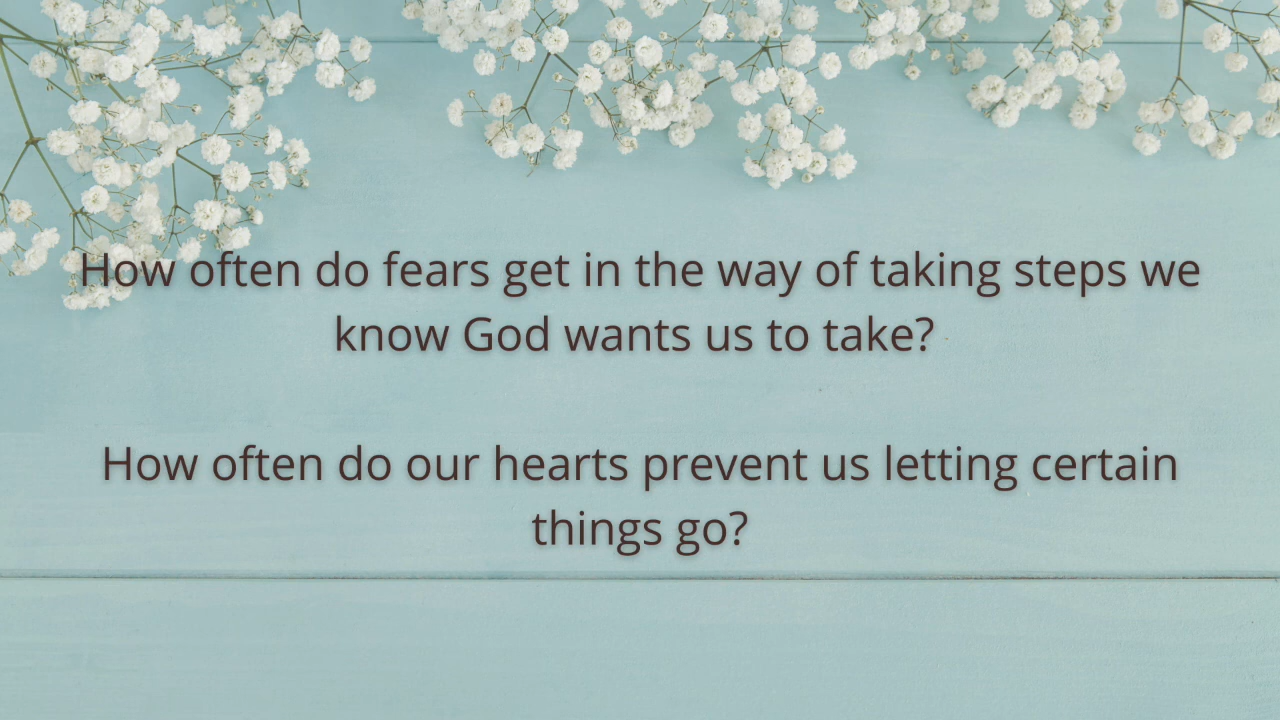 How often do fears get in the way of taking steps we
know God wants us to take?
How often do our hearts prevent us letting certain
things go?